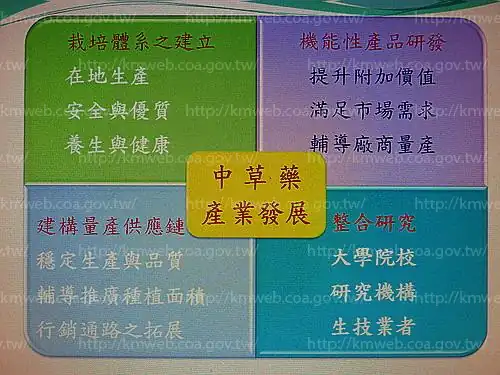 栽培體系之建立
在地生產
安全與優質
養生與健康
機能性產品研發
提升附加價值
滿足市場需求
輔導廠商量產
中草藥
產業發展
建構量產供應鏈
穩定生產與品質
輔導推廣種植面積
行銷通路之拓展
整合研究
大學院校
研究機構
生技業者
http://kmweb.coa.gov.tw/